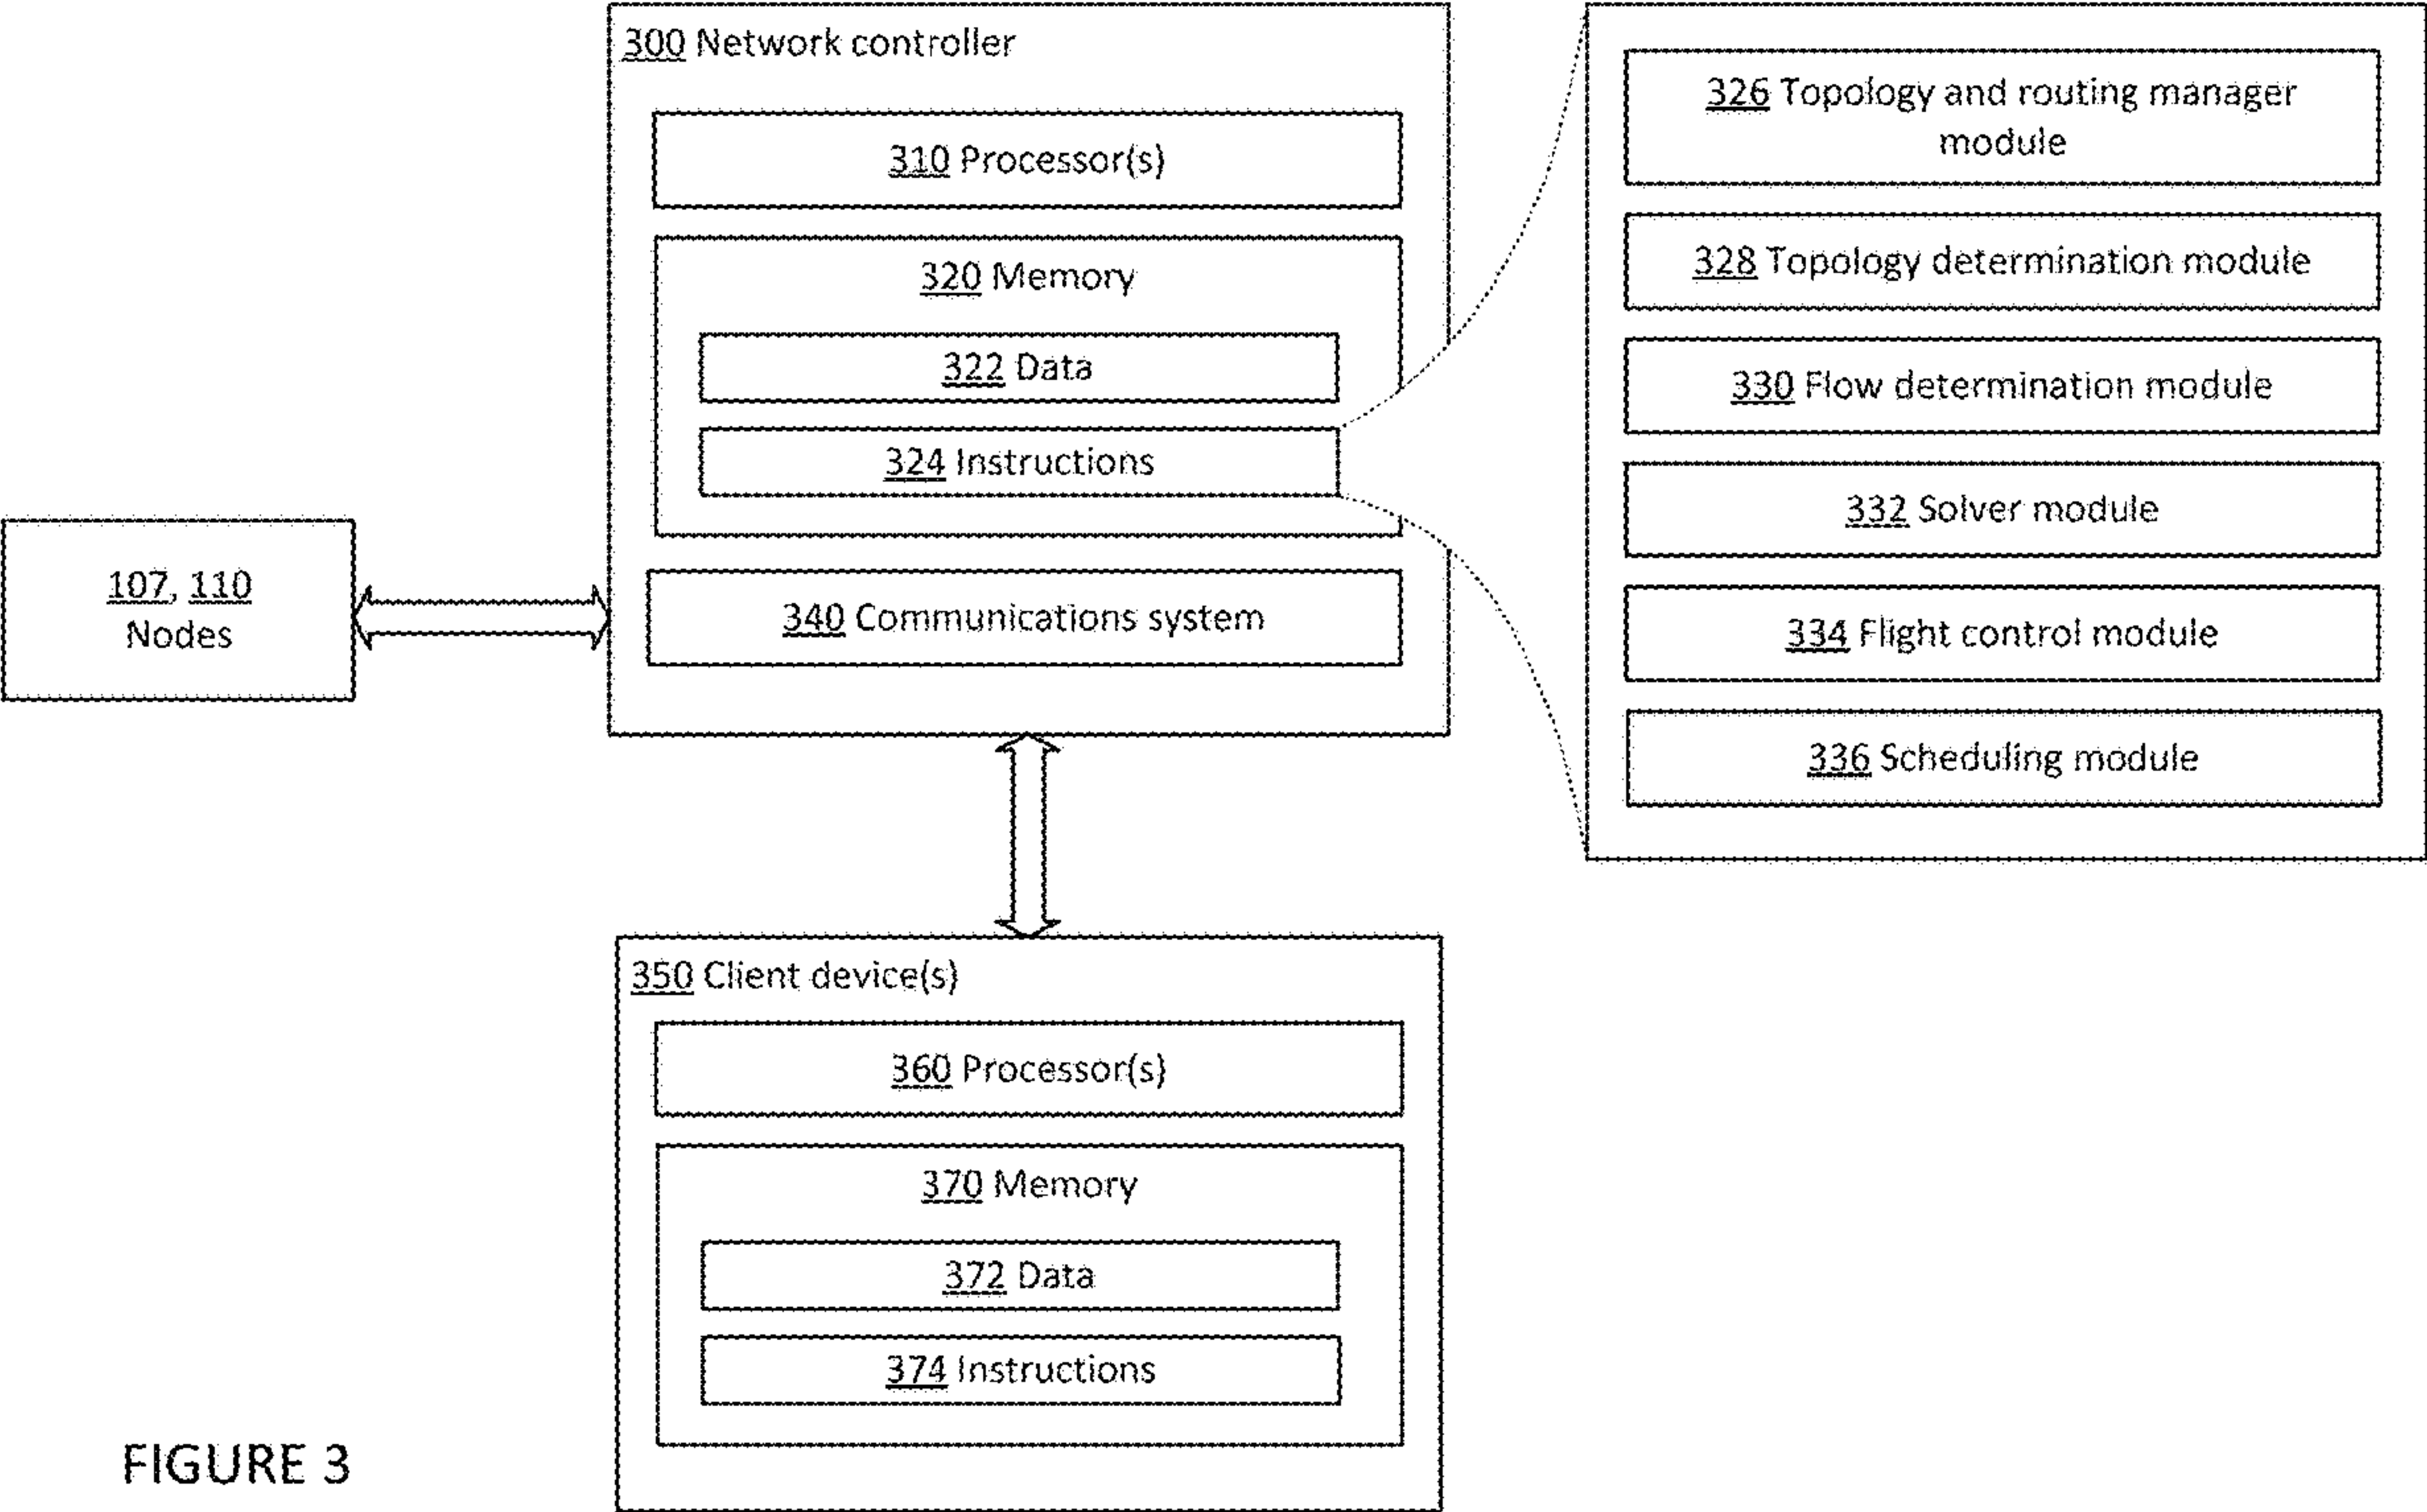 300 Network controller
310 Processor(s)
320 Memory
322 Data
324 Instructions
340 Communications system
326 Topology and routing manager
module
328 Topology determination module
330 Flow determination module
332 Solver module
334 Flight control module
336 Scheduling module
107, 110
Nodes
350 Client device(s)
360 Processor(s)
370 Memory
372 Data
374 Instructions
FIGURE 3